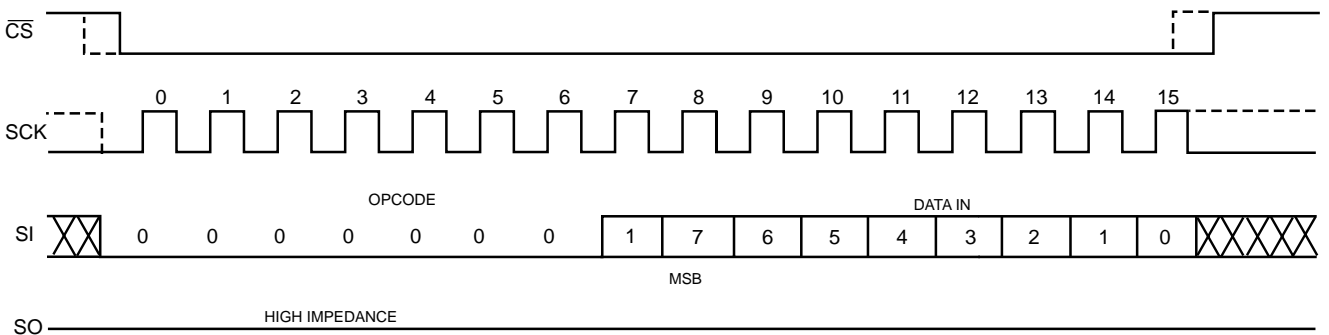 CS
0 1 2 3 4 5 6 7 8 9 10 11 12 13 14 15
SCK
OPCODE DATA IN
SI 0 0 0 0 0 0 0 1 7 6 5 4 3 2 1 0
MSB
HIGH IMPEDANCE
SO